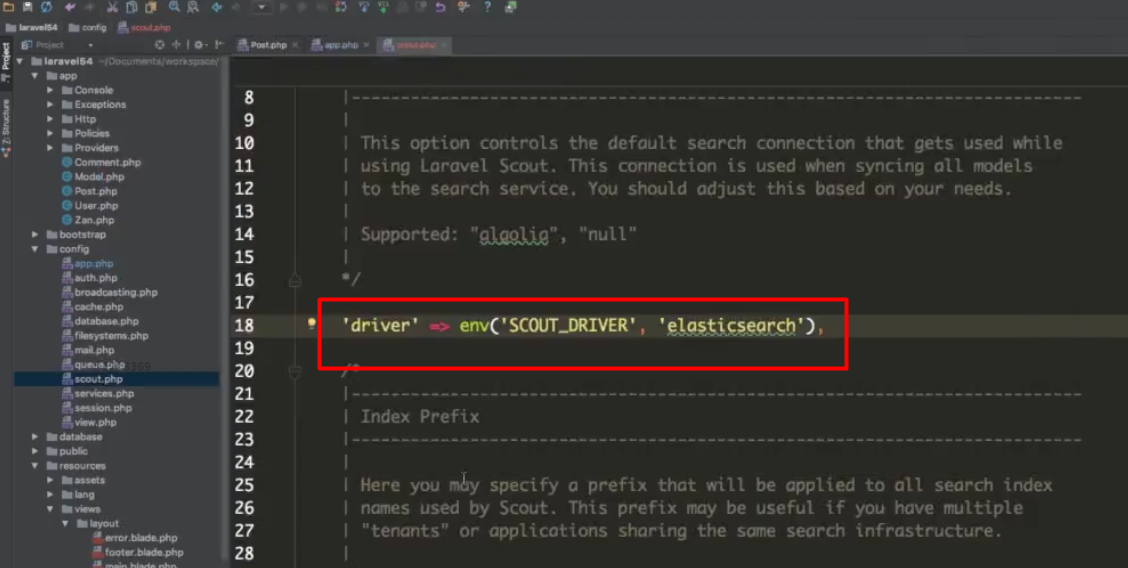 laravel54 config scout.php
Project
Post.php app.php scout.php
Project
Z: Structure
laravel54 ~/Documents/workspace/
app
Console
Exceptions
Http
Policies
Providers
Comment.php
Model.php
Post.php
User.php
Zan.php
bootstrap
config
app.php
auth.php
broadcasting.php
cache.php
database.php
filesystems.php
mail.php
queue.php
scout.php
services.php
session.php
view.php
database
public
resources
assets
lang
views
layout
error.blade.php
footer.blade.php
main.blade.php
8 |--------------------------------------------------------------------------
9 |
10 | This option controls the default search connection that gets used while
11 | using Laravel Scout. This connection is used when syncing all models
12 | to the search service. You should adjust this based on your needs.
13 |
14 | Supported: "algolia", "null"
15 |
16 */
17
18 'driver' => env('SCOUT_DRIVER', 'elasticsearch'),
19
20 /*
21 |--------------------------------------------------------------------------
22 | Index Prefix
23 |--------------------------------------------------------------------------
24 |
25 | Here you may specify a prefix that will be applied to all search index
26 | names used by Scout. This prefix may be useful if you have multiple
27 | "tenants" or applications sharing the same search infrastructure.
28 |